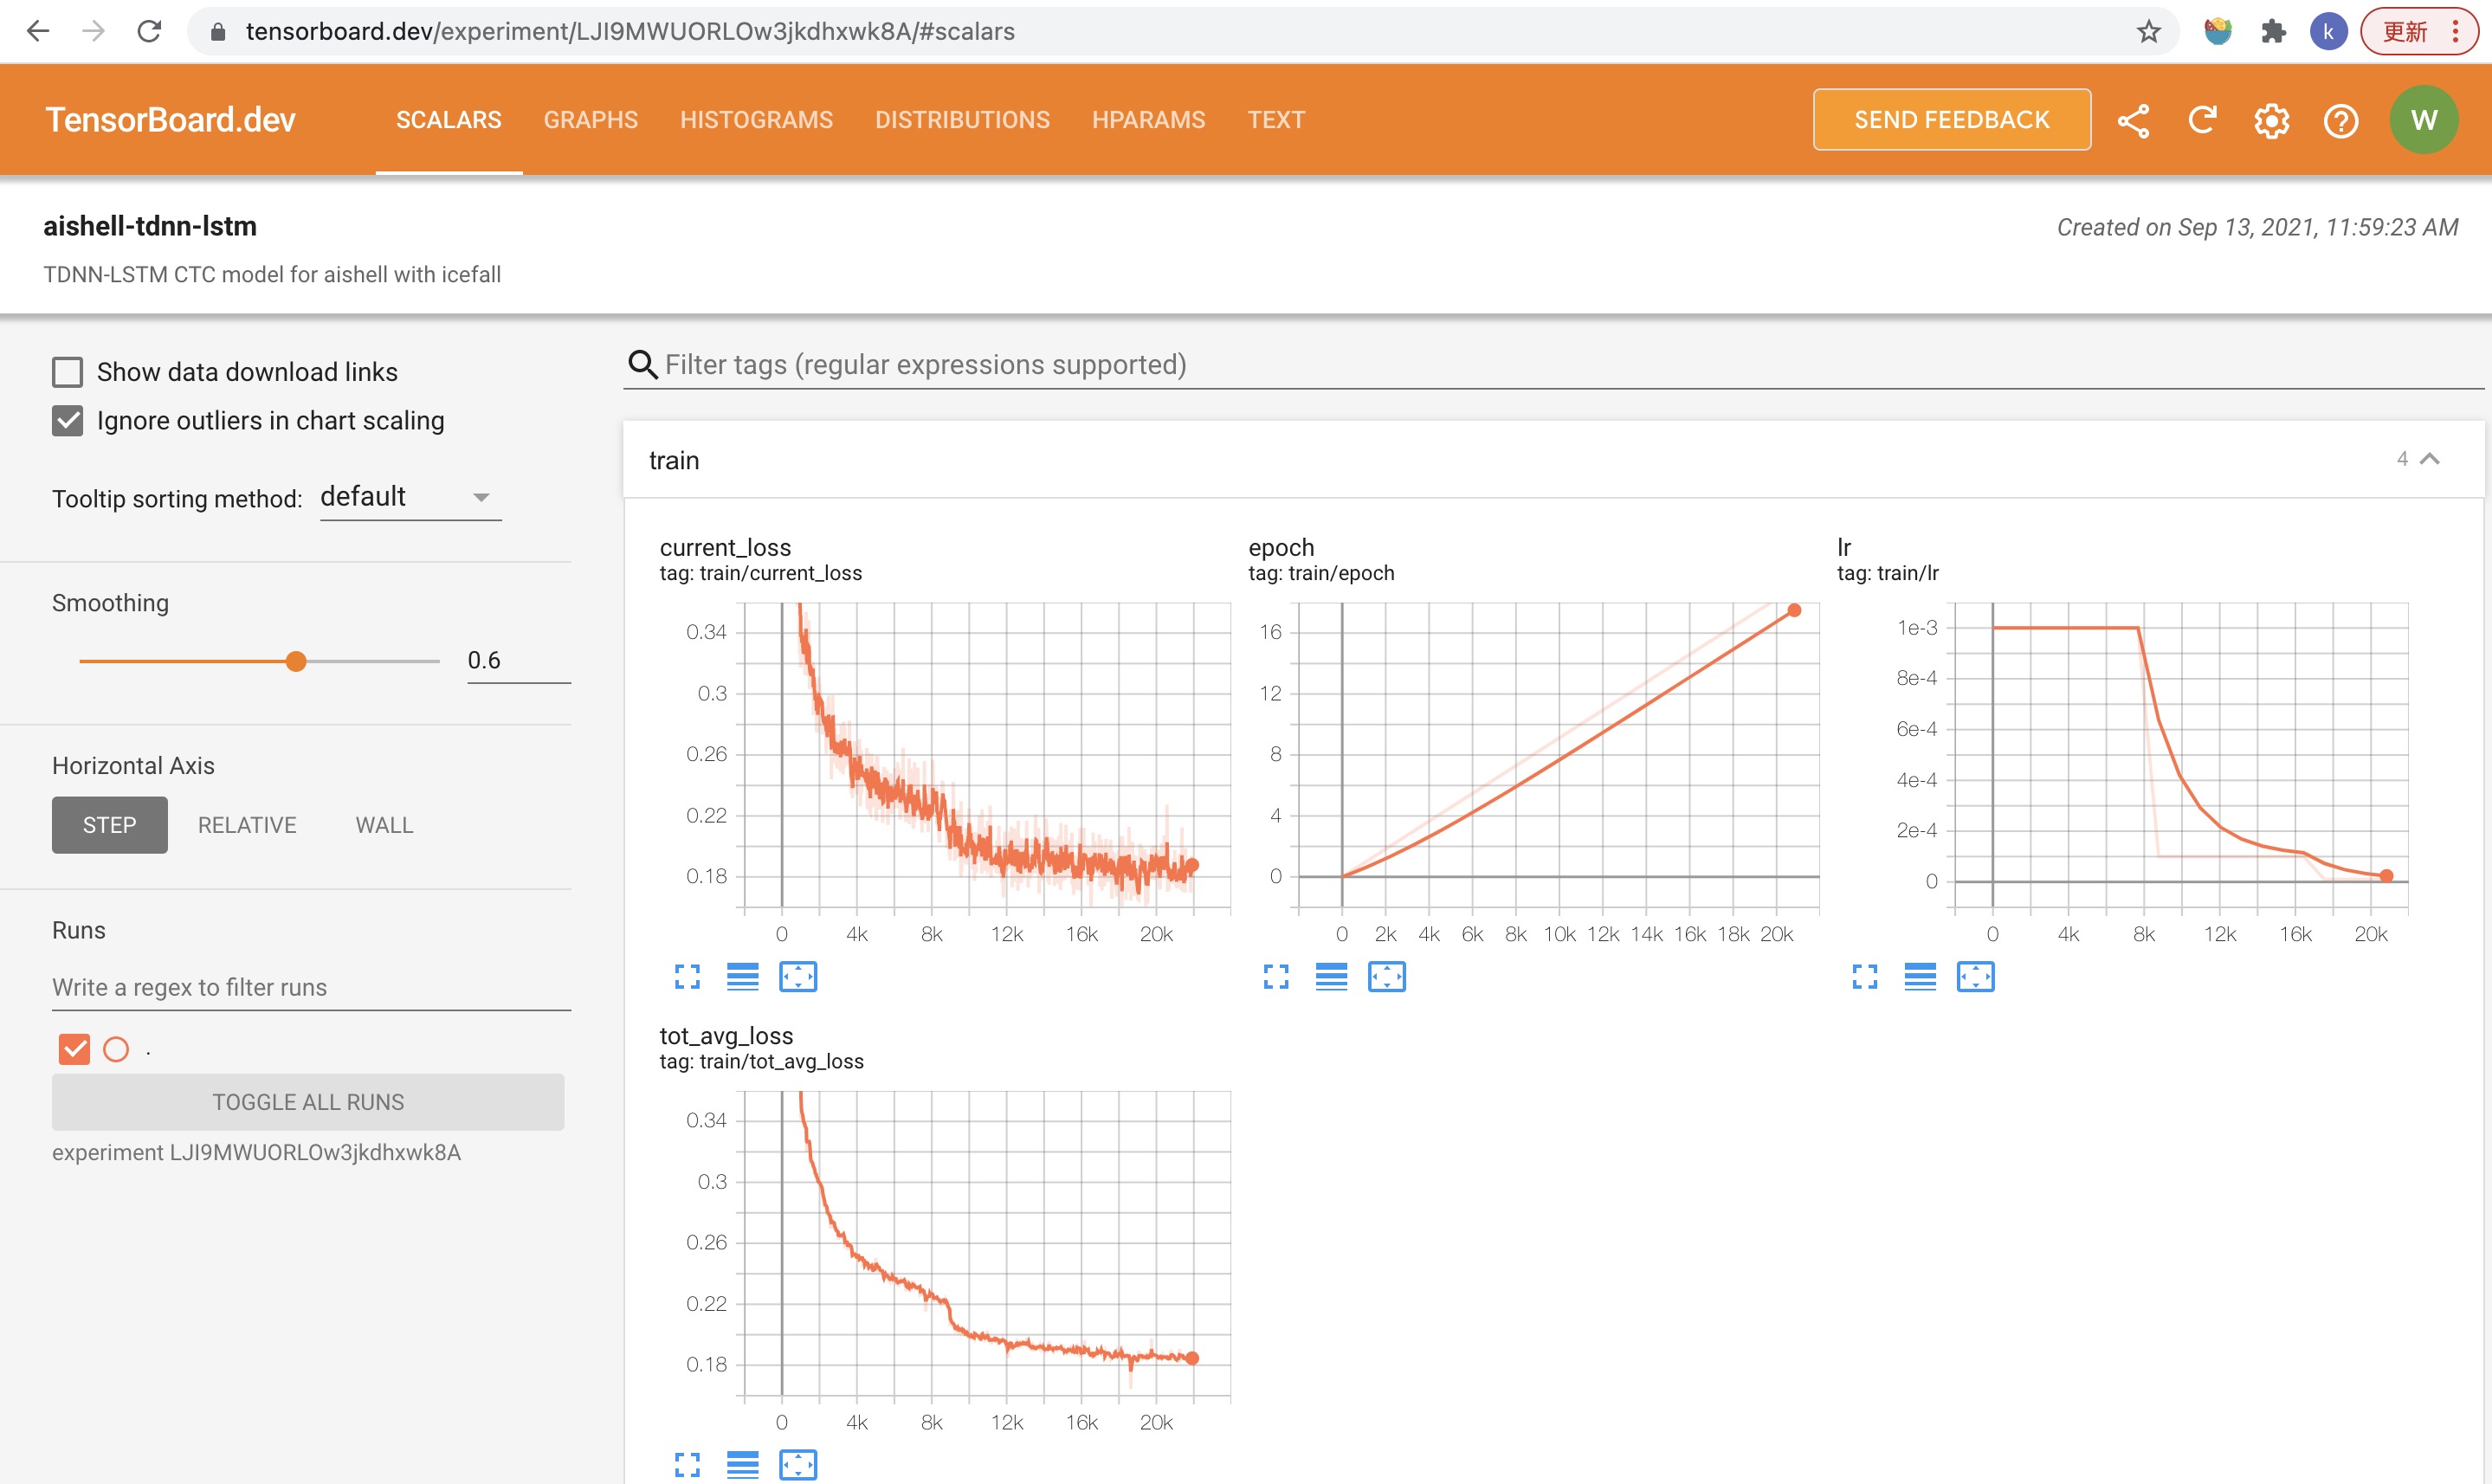 tensorboard.dev/experiment/LJI9MWUORLOw3jkdhxwk8A/#scalars
k
更新
TensorBoard.dev
SCALARS
GRAPHS
HISTOGRAMS
DISTRIBUTIONS
HPARAMS
TEXT
SEND FEEDBACK
W
aishell-tdnn-lstm
Created on Sep 13, 2021, 11:59:23 AM
TDNN-LSTM CTC model for aishell with icefall
Show data download links
Ignore outliers in chart scaling
Tooltip sorting method: default
Smoothing
0.6
Horizontal Axis
STEP
RELATIVE
WALL
Runs
Write a regex to filter runs
.
TOGGLE ALL RUNS
experiment LJI9MWUORLOw3jkdhxwk8A
Filter tags (regular expressions supported)
train
4
current_loss
tag: train/current_loss
0.34
0.3
0.26
0.22
0.18
0 4k 8k 12k 16k 20k
epoch
tag: train/epoch
16
12
8
4
0
0 2k 4k 6k 8k 10k 12k 14k 16k 18k 20k
lr
tag: train/lr
1e-3
8e-4
6e-4
4e-4
2e-4
0
0 4k 8k 12k 16k 20k
tot_avg_loss
tag: train/tot_avg_loss
0.34
0.3
0.26
0.22
0.18
0 4k 8k 12k 16k 20k